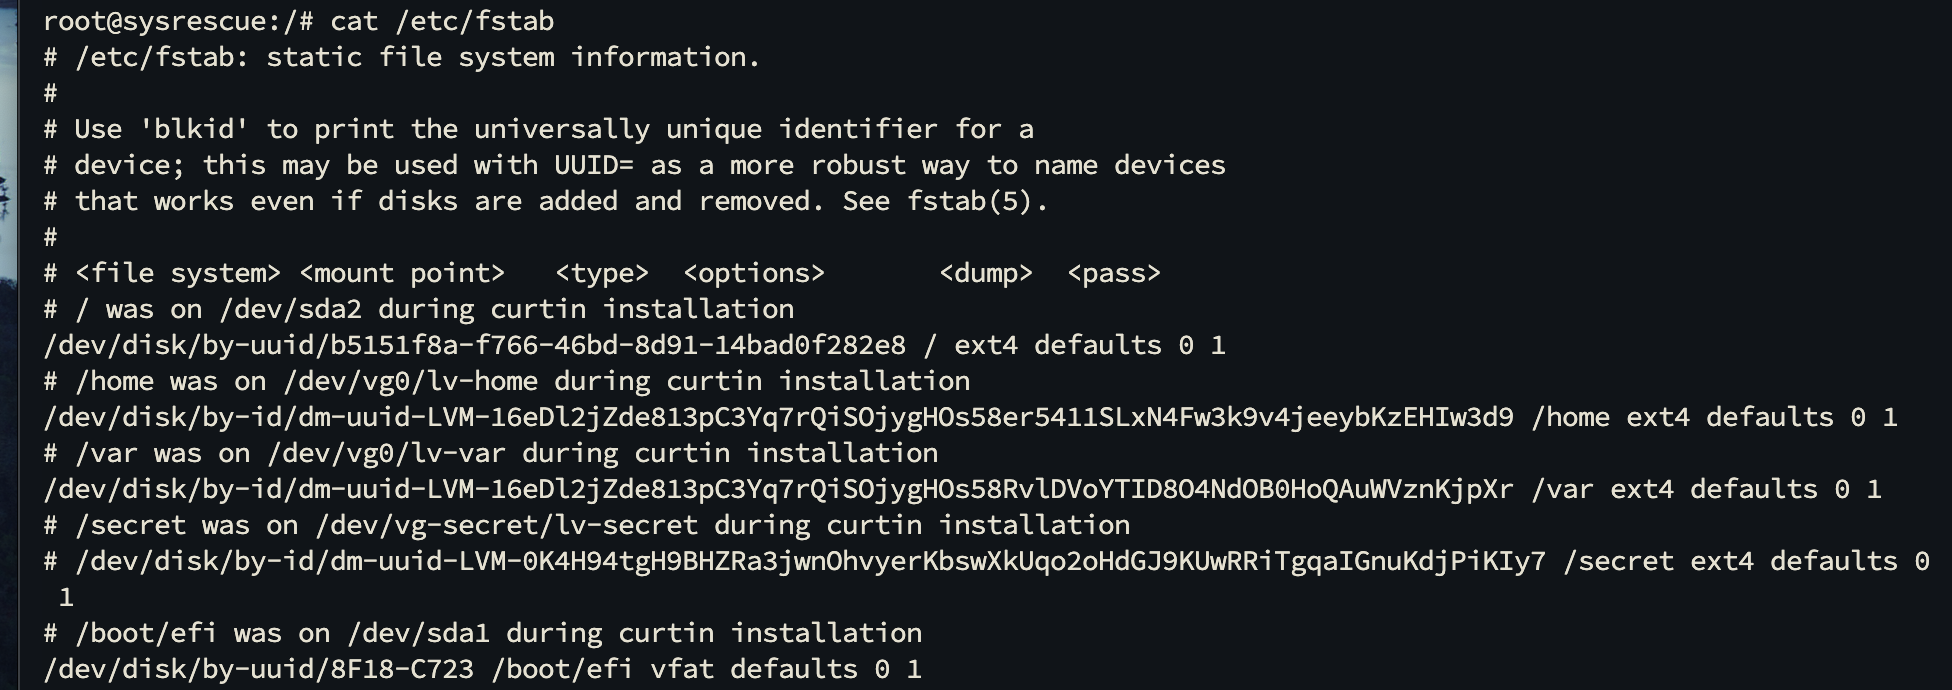 root@sysrescue:/# cat /etc/fstab
# /etc/fstab: static file system information.
#
# Use 'blkid' to print the universally unique identifier for a
# device; this may be used with UUID= as a more robust way to name devices
# that works even if disks are added and removed. See fstab(5).
#
# <file system> <mount point>   <type>  <options>       <dump>  <pass>
# / was on /dev/sda2 during curtin installation
/dev/disk/by-uuid/b5151f8a-f766-46bd-8d91-14bad0f282e8 / ext4 defaults 0 1
# /home was on /dev/vg0/lv-home during curtin installation
/dev/disk/by-id/dm-uuid-LVM-16eDl2jZde813pC3Yq7rQiSOjygHOs58er5411SLxN4Fw3k9v4jeeybKzEHIw3d9 /home ext4 defaults 0 1
# /var was on /dev/vg0/lv-var during curtin installation
/dev/disk/by-id/dm-uuid-LVM-16eDl2jZde813pC3Yq7rQiSOjygHOs58RvlDVoYTID8O4NdOB0HoQAuWVznKjpXr /var ext4 defaults 0 1
# /secret was on /dev/vg-secret/lv-secret during curtin installation
# /dev/disk/by-id/dm-uuid-LVM-0K4H94tgH9BHZRa3jwnOhvyerKbswXkUqo2oHdGJ9KUwRRiTgqaIGnuKdjPiKIy7 /secret ext4 defaults 0
 1
# /boot/efi was on /dev/sda1 during curtin installation
/dev/disk/by-uuid/8F18-C723 /boot/efi vfat defaults 0 1